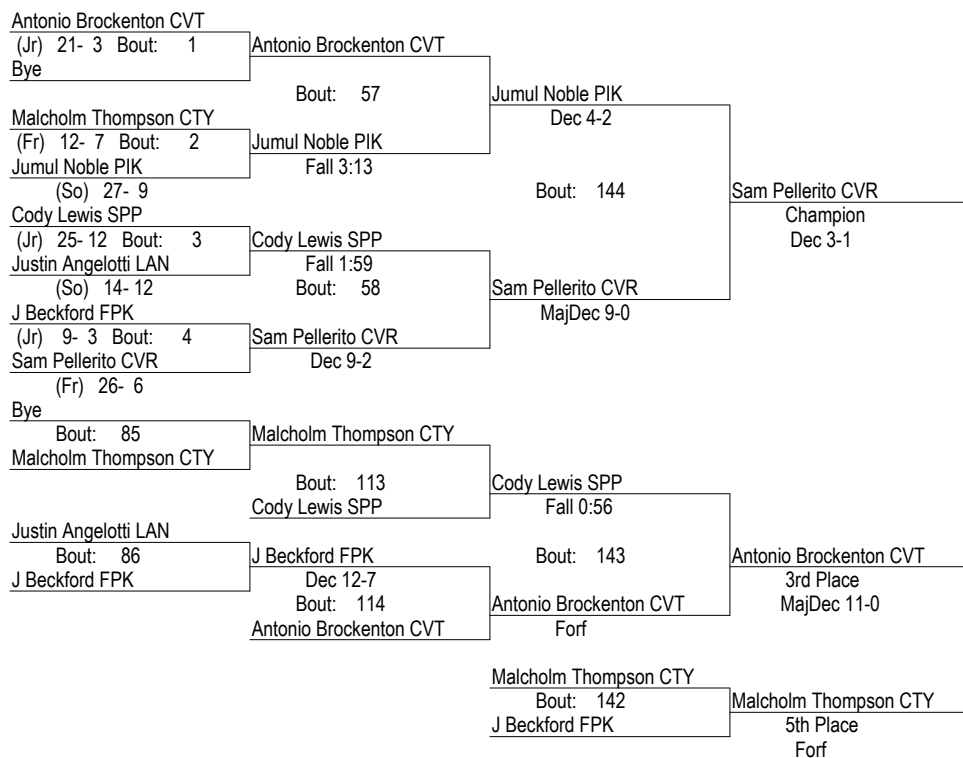 Antonio Brockenton CVT
(Jr) 21- 3 Bout: 1
Bye
Antonio Brockenton CVT
Bout: 57
Malcholm Thompson CTY
(Fr) 12- 7 Bout: 2
Jumul Noble PIK
(So) 27- 9
Jumul Noble PIK
Fall 3:13
Jumul Noble PIK
Dec 4-2
Bout: 144
Cody Lewis SPP
(Jr) 25- 12 Bout: 3
Justin Angelotti LAN
(So) 14- 12
Cody Lewis SPP
Fall 1:59
Bout: 58
J Beckford FPK
(Jr) 9- 3 Bout: 4
Sam Pellerito CVR
(Fr) 26- 6
Sam Pellerito CVR
Dec 9-2
Sam Pellerito CVR
MajDec 9-0
Sam Pellerito CVR
Champion
Dec 3-1
Bye
Bout: 85
Malcholm Thompson CTY
Malcholm Thompson CTY
Bout: 113
Cody Lewis SPP
Cody Lewis SPP
Fall 0:56
Bout: 143
Justin Angelotti LAN
Bout: 86
J Beckford FPK
J Beckford FPK
Dec 12-7
Bout: 114
Antonio Brockenton CVT
Antonio Brockenton CVT
Forf
Antonio Brockenton CVT
3rd Place
MajDec 11-0
Malcholm Thompson CTY
Bout: 142
J Beckford FPK
Malcholm Thompson CTY
5th Place
Forf